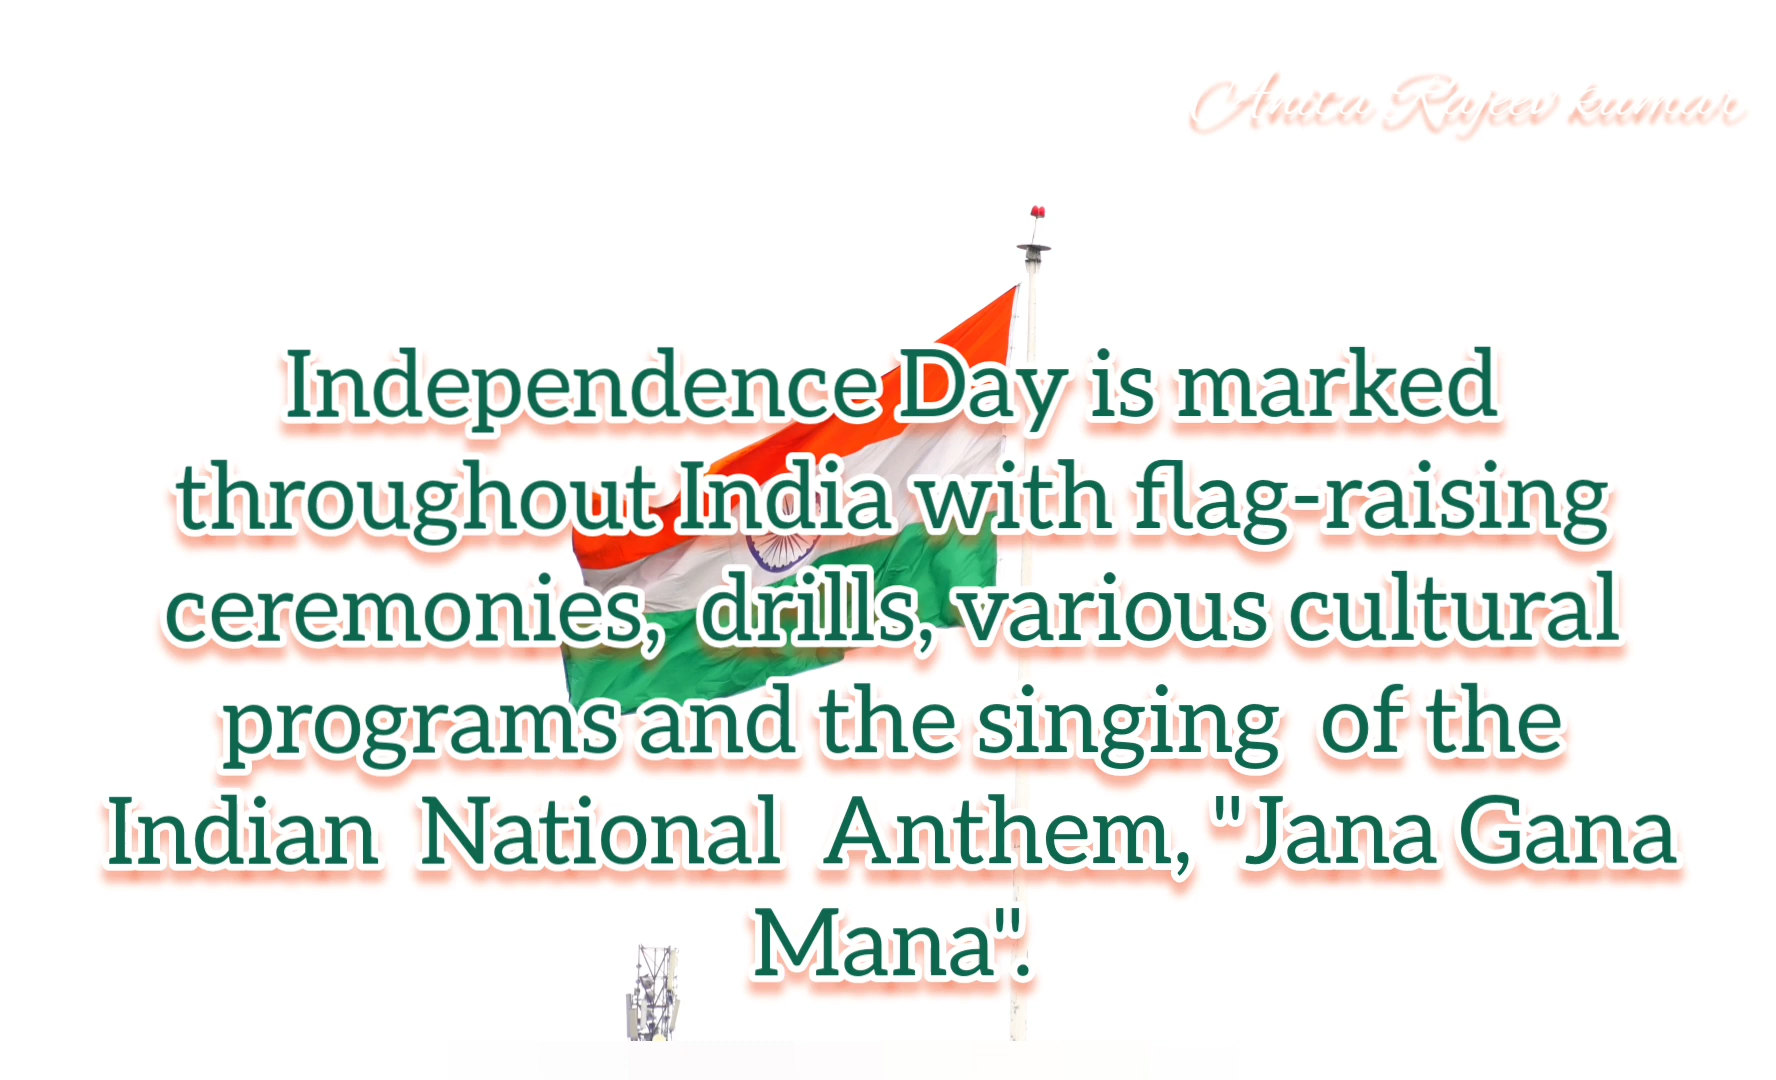 Anita Rajeev kumar
Independence Day is marked
throughout India with flag-raising
ceremonies,  drills, various cultural
programs and the singing  of the
Indian  National  Anthem, "Jana Gana
Mana".